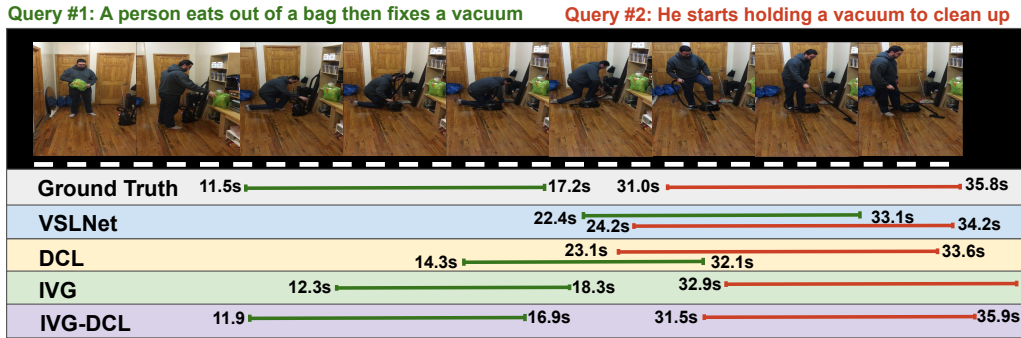 Query #1: A person eats out of a bag then fixes a vacuum Query #2: He starts holding a vacuum to clean up
Ground Truth 11.5s 17.2s 31.0s 35.8s
VSLNet 22.4s 24.2s 33.1s 34.2s
DCL 14.3s 23.1s 32.1s 33.6s
IVG 12.3s 18.3s 32.9s
IVG-DCL 11.9 16.9s 31.5s 35.9s